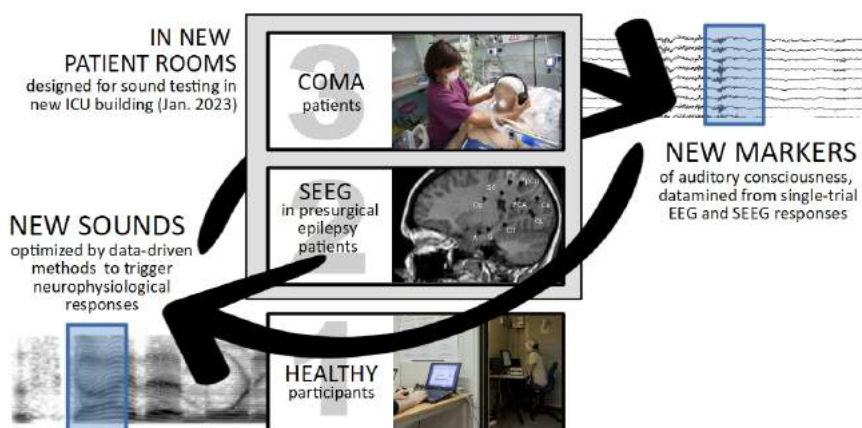 IN NEW
PATIENT ROOMS
designed for sound testing in
new ICU building (Jan. 2023)
3
COMA
patients
NEW MARKERS
of auditory consciousness,
datamined from single-trial
EEG and SEEG responses
2
SEEG
in presurgical
epilepsy
patients
NEW SOUNDS
optimized by data-driven
methods to trigger
neurophysiological
responses
1
HEALTHY
participants